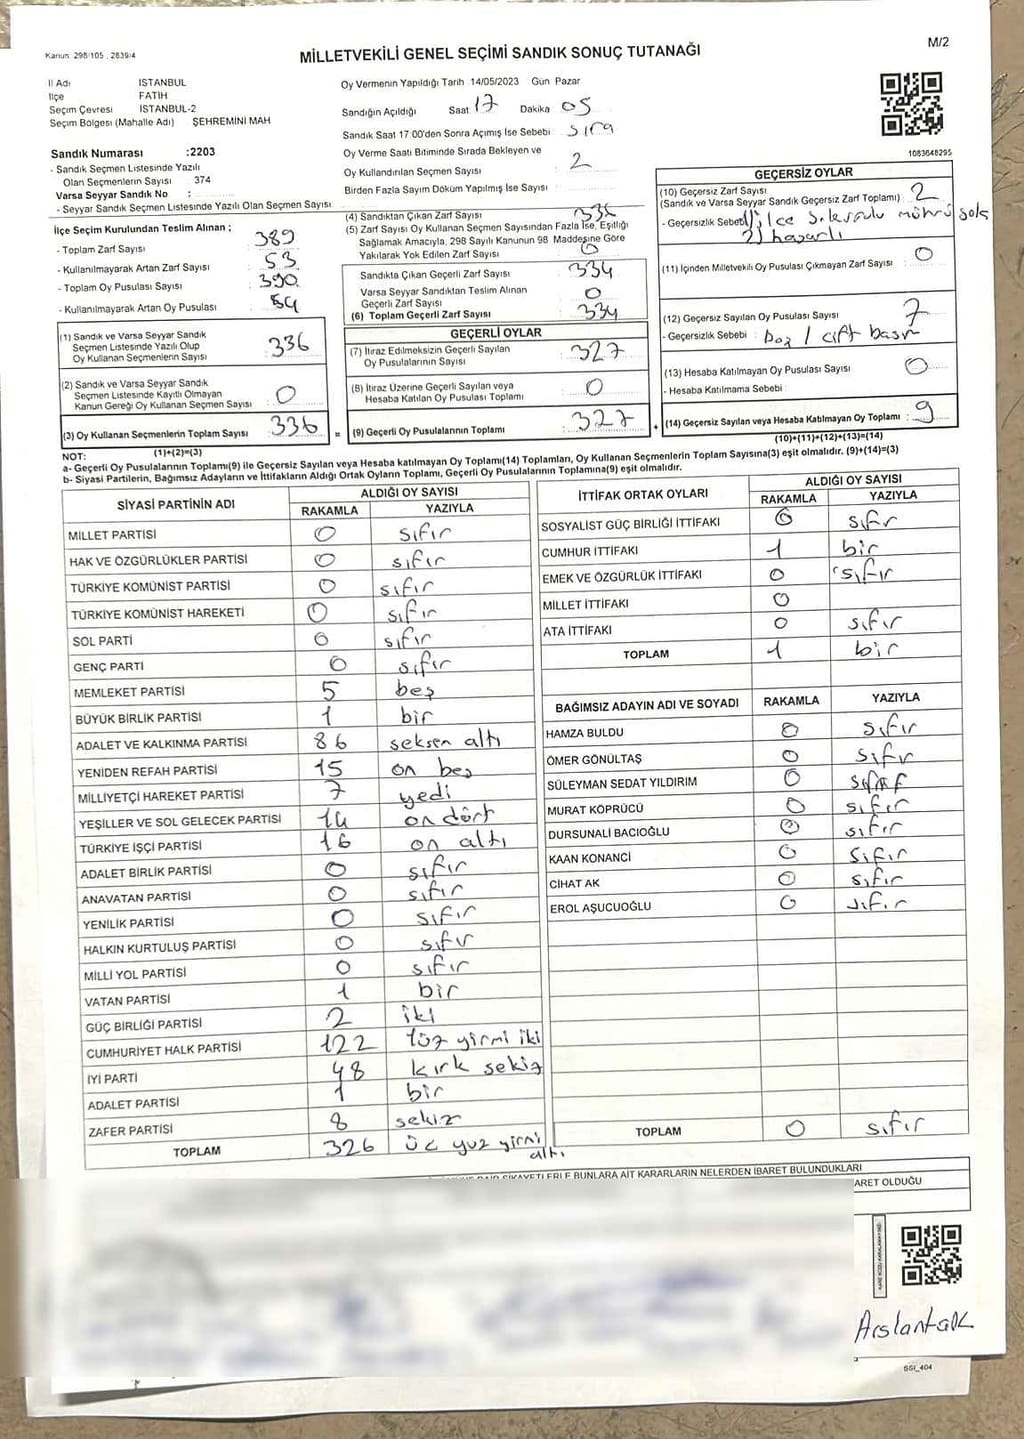 Kanun 298/105 , 2839/4
MİLLETVEKİLİ GENEL SEÇİMİ SANDIK SONUÇ TUTANAĞI
M/2
İl Adı İSTANBUL
İlçe FATİH
Seçim Çevresi İSTANBUL-2
Seçim Bölgesi (Mahalle Adı) ŞEHREMİNİ MAH
Sandık Numarası :2203
- Sandık Seçmen Listesinde Yazılı
Olan Seçmenlerin Sayısı 374
Varsa Seyyar Sandık No :
- Seyyar Sandık Seçmen Listesinde Yazılı Olan Seçmen Sayısı
Oy Vermenin Yapıldığı Tarih 14/05/2023 Gün Pazar
Sandığın Açıldığı Saat 17 Dakika 05
Sandık Saat 17 00'den Sonra Açımış İse Sebebi : sıra
Oy Verme Saati Bitiminde Sırada Bekleyen ve
Oy Kullandırılan Seçmen Sayısı 2
Birden Fazla Sayım Döküm Yapılmış İse Sayısı
1083648295
İlçe Seçim Kurulundan Teslim Alınan ;
- Toplam Zarf Sayısı 389
- Kullanılmayarak Artan Zarf Sayısı 53
- Toplam Oy Pusulası Sayısı 390
- Kullanılmayarak Artan Oy Pusulası 54
(1) Sandık ve Varsa Seyyar Sandık
Seçmen Listesinde Yazılı Olup
Oy Kullanan Seçmenlerin Sayısı 336
(2) Sandık ve Varsa Seyyar Sandık
Seçmen Listesinde Kayıtlı Olmayan
Kanun Gereği Oy Kullanan Seçmen Sayısı 0
(3) Oy Kullanan Seçmenlerin Toplam Sayısı 336
(1)+(2)=(3)
(4) Sandıktan Çıkan Zarf Sayısı
(5) Zarf Sayısı Oy Kullanan Seçmen Sayısından Fazla İse, Eşitliği
Sağlamak Amacıyla, 298 Sayılı Kanunun 98 Maddesine Göre
Yakılarak Yok Edilen Zarf Sayısı 0
Sandıkta Çıkan Geçerli Zarf Sayısı 334
Varsa Seyyar Sandıktan Teslim Alınan
Geçerli Zarf Sayısı 0
(6) Toplam Geçerli Zarf Sayısı 334
GEÇERLİ OYLAR
(7) İtiraz Edilmeksizin Geçerli Sayılan
Oy Pusulalarının Sayısı 327
(8) İtiraz Üzerine Geçerli Sayılan veya
Hesaba Katılan Oy Pusulası Toplamı 0
= (9) Geçerli Oy Pusulalarının Toplamı 327
GEÇERSİZ OYLAR
(10) Geçersiz Zarf Sayısı 2
(Sandık ve Varsa Seyyar Sandık Geçersiz Zarf Toplamı)
- Geçersizlik Sebebi 1) ilçe mührü
2) hasarlı
(11) İçinden Milletvekili Oy Pusulası Çıkmayan Zarf Sayısı 0
(12) Geçersiz Sayılan Oy Pusulası Sayısı 7
- Geçersizlik Sebebi : boş / çift basım
(13) Hesaba Katılmayan Oy Pusulası Sayısı 0
- Hesaba Katılmama Sebebi
+ (14) Geçersiz Sayılan veya Hesaba Katılmayan Oy Toplamı : 9
(10)+(11)+(12)+(13)=(14)
NOT:
a- Geçerli Oy Pusulalarının Toplamı(9) ile Geçersiz Sayılan veya Hesaba katılmayan Oy Toplamı(14) Toplamları, Oy Kullanan Seçmenlerin Toplam Sayısına(3) eşit olmalıdır. (9)+(14)=(3)
b- Siyasi Partilerin, Bağımsız Adayların ve İttifakların Aldığı Ortak Oyların Toplamı, Geçerli Oy Pusulalarının Toplamına(9) eşit olmalıdır.
SİYASİ PARTİNİN ADI ALDIĞI OY SAYISI
RAKAMLA YAZIYLA
MİLLET PARTİSİ 0 sıfır
HAK VE ÖZGÜRLÜKLER PARTİSİ 0 sıfır
TÜRKİYE KOMÜNİST PARTİSİ 0 sıfır
TÜRKİYE KOMÜNİST HAREKETİ 0 sıfır
SOL PARTİ 0 sıfır
GENÇ PARTİ 0 sıfır
MEMLEKET PARTİSİ 5 beş
BÜYÜK BİRLİK PARTİSİ 1 bir
ADALET VE KALKINMA PARTİSİ 86 seksen altı
YENİDEN REFAH PARTİSİ 15 on beş
MİLLİYETÇİ HAREKET PARTİSİ 7 yedi
YEŞİLLER VE SOL GELECEK PARTİSİ 14 on dört
TÜRKİYE İŞÇİ PARTİSİ 16 on altı
ADALET BİRLİK PARTİSİ 0 sıfır
ANAVATAN PARTİSİ 0 sıfır
YENİLİK PARTİSİ 0 sıfır
HALKIN KURTULUŞ PARTİSİ 0 sıfır
MİLLİ YOL PARTİSİ 0 sıfır
VATAN PARTİSİ 1 bir
GÜÇ BİRLİĞİ PARTİSİ 2 iki
CUMHURİYET HALK PARTİSİ 122 yüz yirmi iki
İYİ PARTİ 48 kırk sekiz
ADALET PARTİSİ 1 bir
ZAFER PARTİSİ 8 sekiz
TOPLAM 326 üç yüz yirmi altı
İTTİFAK ORTAK OYLARI ALDIĞI OY SAYISI
RAKAMLA YAZIYLA
SOSYALİST GÜÇ BİRLİĞİ İTTİFAKI 0 sıfır
CUMHUR İTTİFAKI 1 bir
EMEK VE ÖZGÜRLÜK İTTİFAKI 0 sıfır
MİLLET İTTİFAKI 0
ATA İTTİFAKI 0 sıfır
TOPLAM 1 bir
BAĞIMSIZ ADAYIN ADI VE SOYADI RAKAMLA YAZIYLA
HAMZA BULDU 0 sıfır
ÖMER GÖNÜLTAŞ 0 sıfır
SÜLEYMAN SEDAT YILDIRIM 0 sıfır
MURAT KÖPRÜCÜ 0 sıfır
DURSUNALİ BACIOĞLU 0 sıfır
KAAN KONANCİ 0 sıfır
CİHAT AK 0 sıfır
EROL AŞUCUOĞLU 0 sıfır
TOPLAM 0 sıfır
ŞİKAYETLERLE BUNLARA AİT KARARLARIN NELERDEN İBARET BULUNDUKLARI
ARET OLDUĞU
Arslantak
SSİ_404